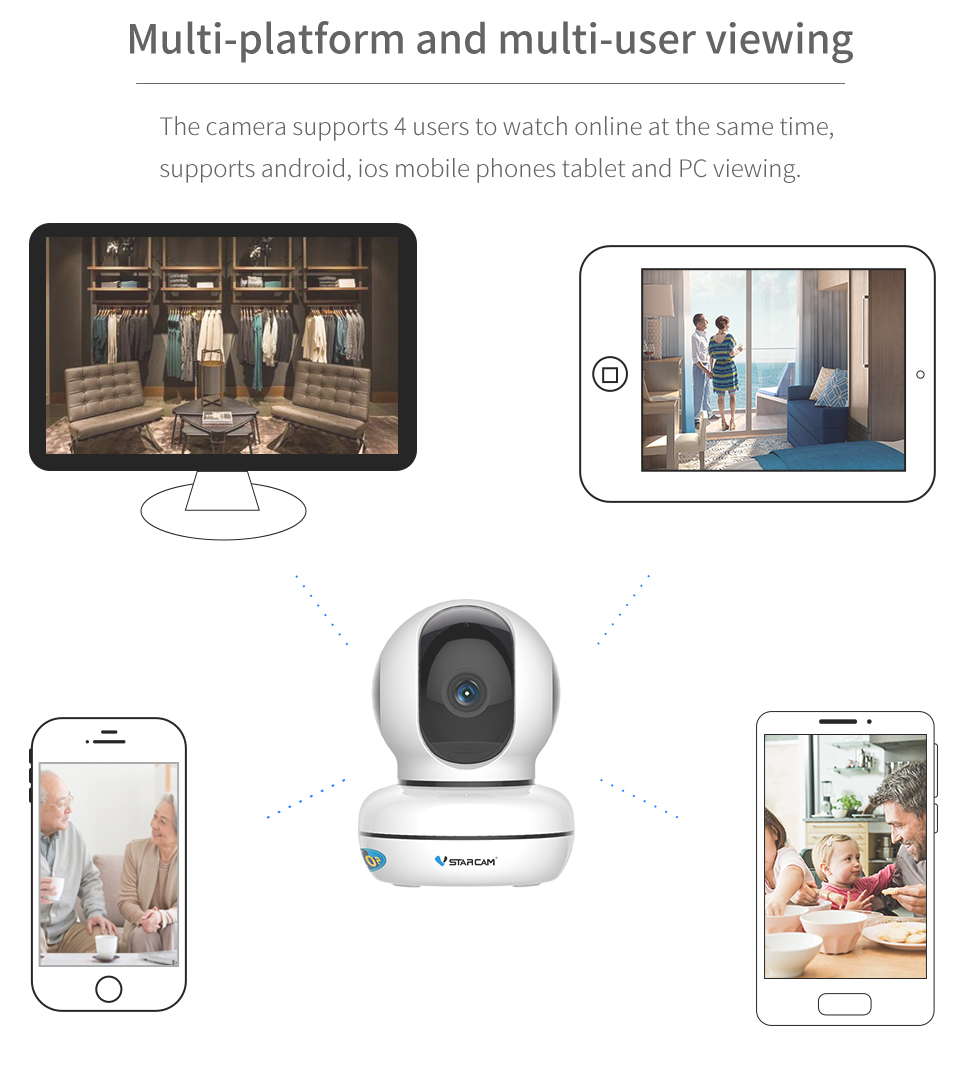 Multi-platform and multi-user viewing
The camera supports 4 users to watch online at the same time,
supports android, ios mobile phones tablet and PC viewing.
VSTARCAM